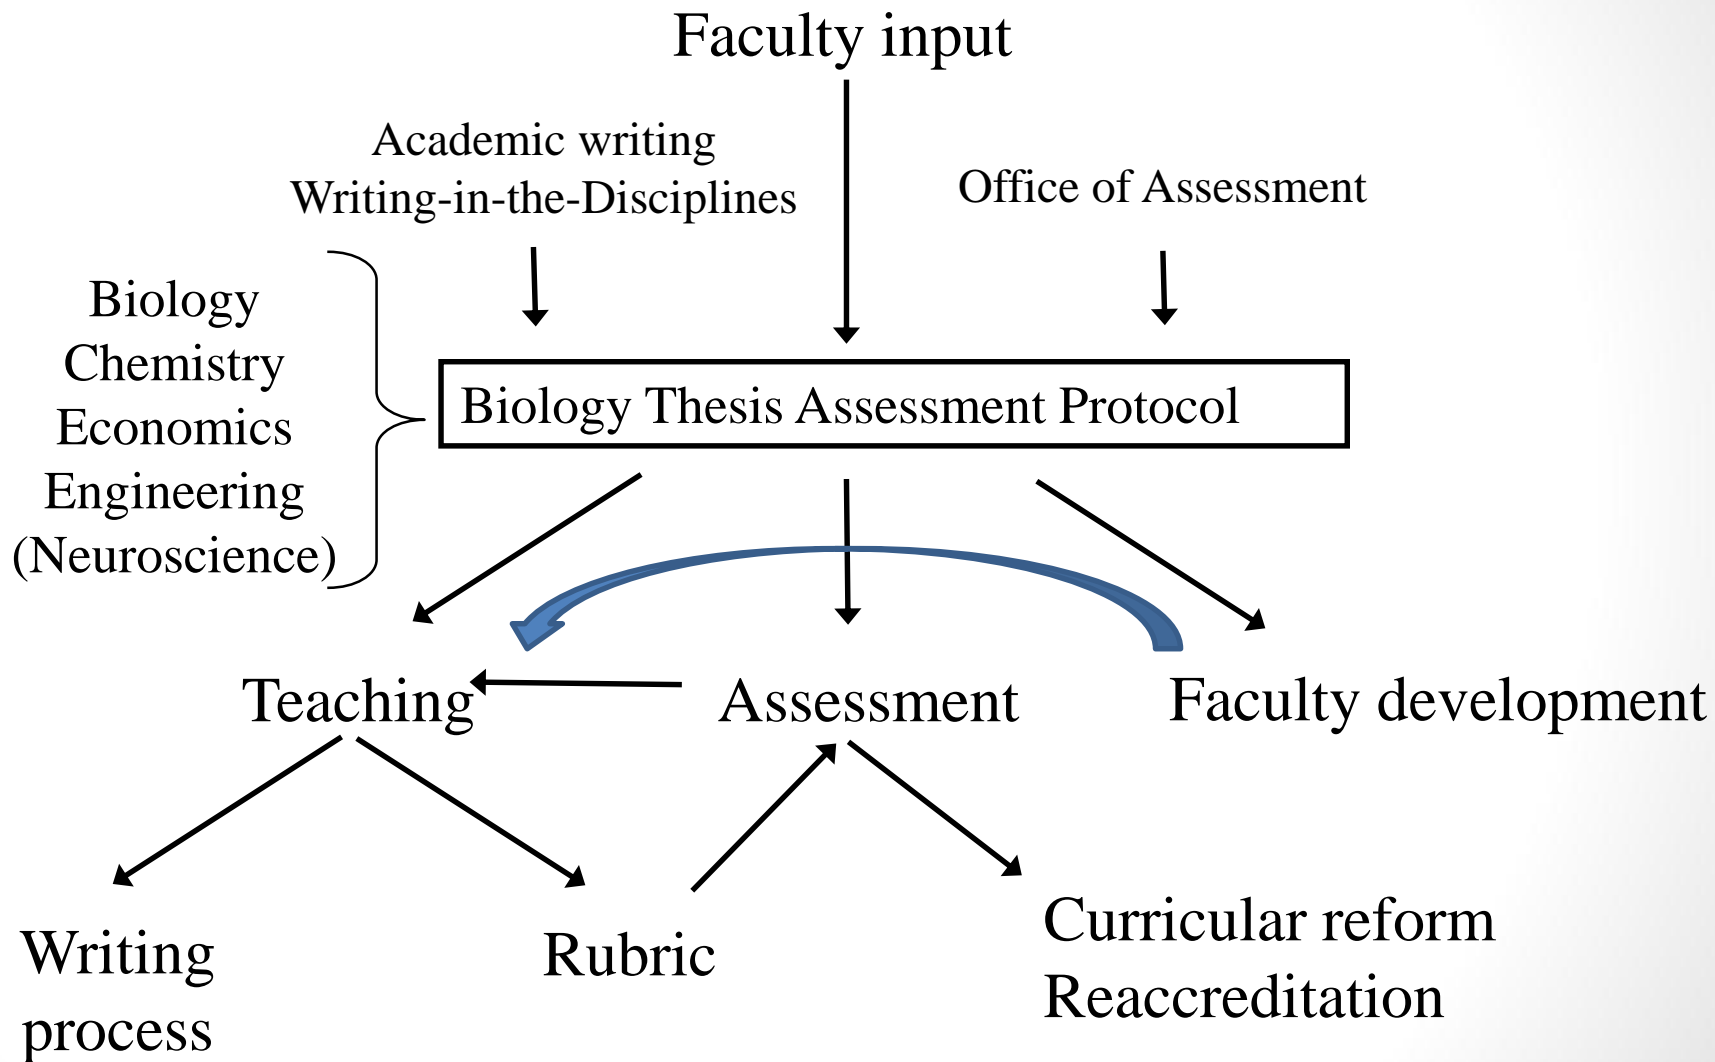 Faculty input
Academic writing
Writing-in-the-Disciplines
Office of Assessment
Biology
Chemistry
Economics
Engineering
(Neuroscience)
Biology Thesis Assessment Protocol
Teaching
Assessment
Faculty development
Writing
process
Rubric
Curricular reform
Reaccreditation